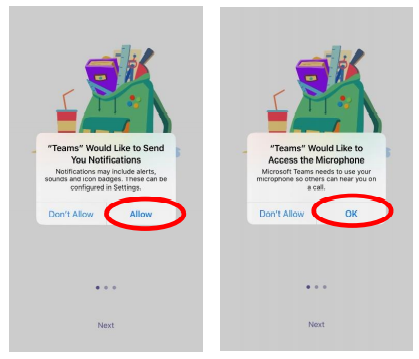 "Teams" Would Like to Send
You Notifications
Notifications may include alerts,
sounds and icon badges. These can be
configured in Settings.
Don't Allow
Allow
Next
"Teams" Would Like to
Access the Microphone
Microsoft Teams needs to use your
microphone so others can hear you on
a call.
Don't Allow
OK
Next